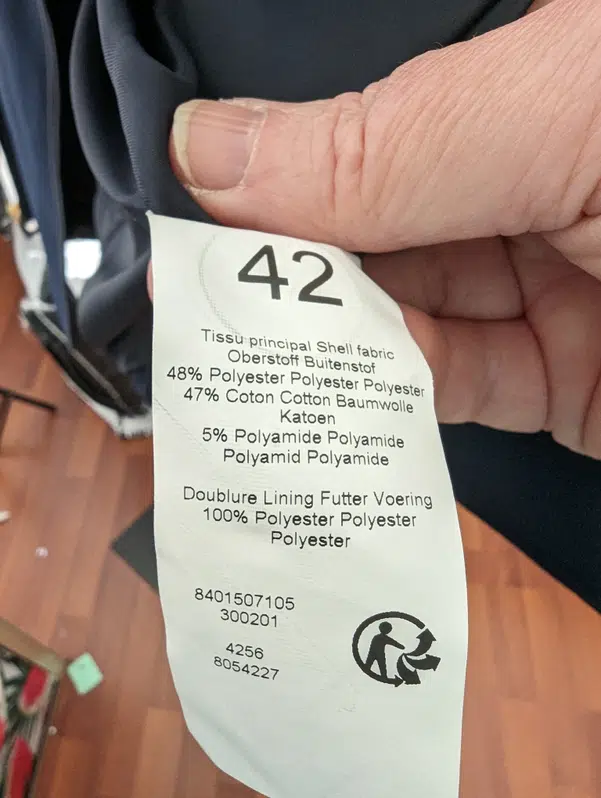 42
Tissu principal Shell fabric
Oberstoff Buitenstof
48% Polyester Polyester Polyester
47% Coton Cotton Baumwolle
Katoen
5% Polyamide Polyamide
Polyamid Polyamide
Doublure Lining Futter Voering
100% Polyester Polyester
Polyester
8401507105
300201
4256
8054227